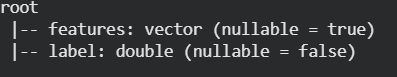 root
 |-- features: vector (nullable = true)
 |-- label: double (nullable = false)